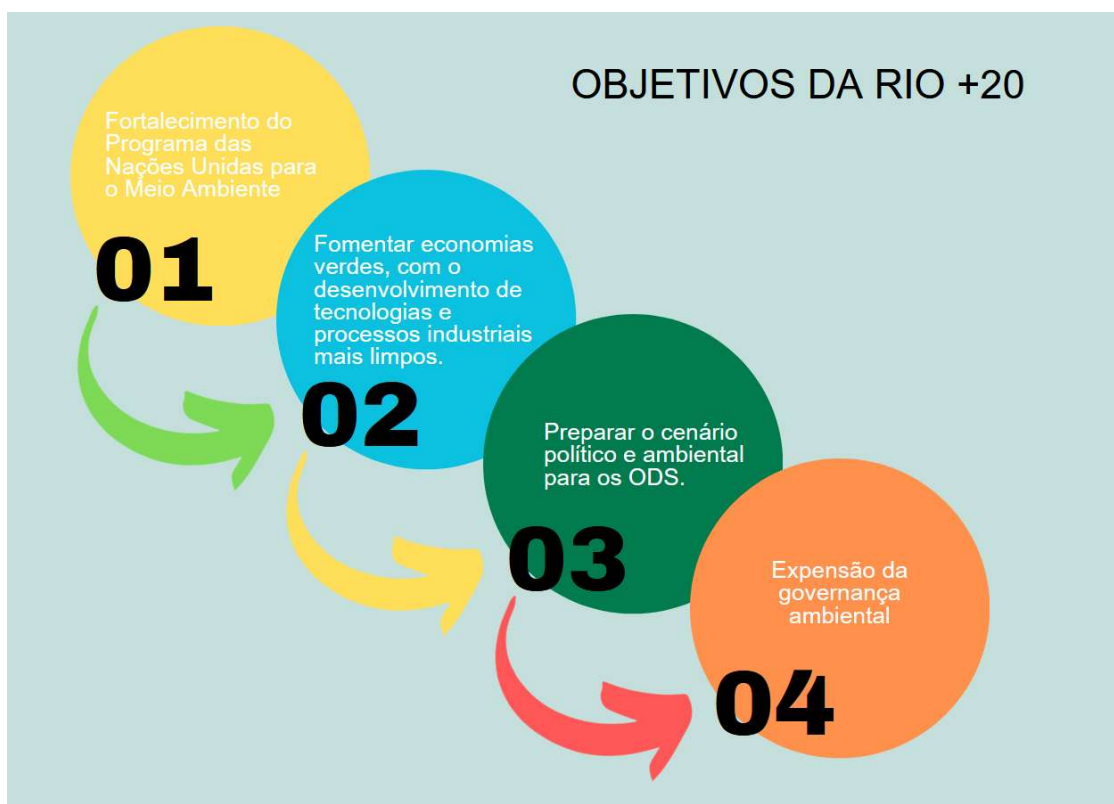 OBJETIVOS DA RIO +20
Fortalecimento do
Programa das
Nações Unidas para
o Meio Ambiente
01
Fomentar economias
verdes, com o
desenvolvimento de
tecnologias e
processos industriais
mais limpos.
02
Preparar o cenário
político e ambiental
para os ODS.
03
Expensão da
governança
ambiental
04